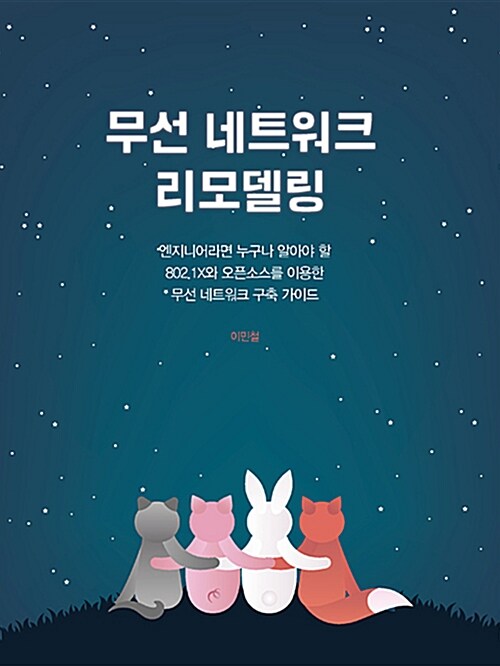 무선 네트워크
리모델링
엔지니어라면 누구나 알아야 할
802.1X와 오픈소스를 이용한
무선 네트워크 구축 가이드
이민철